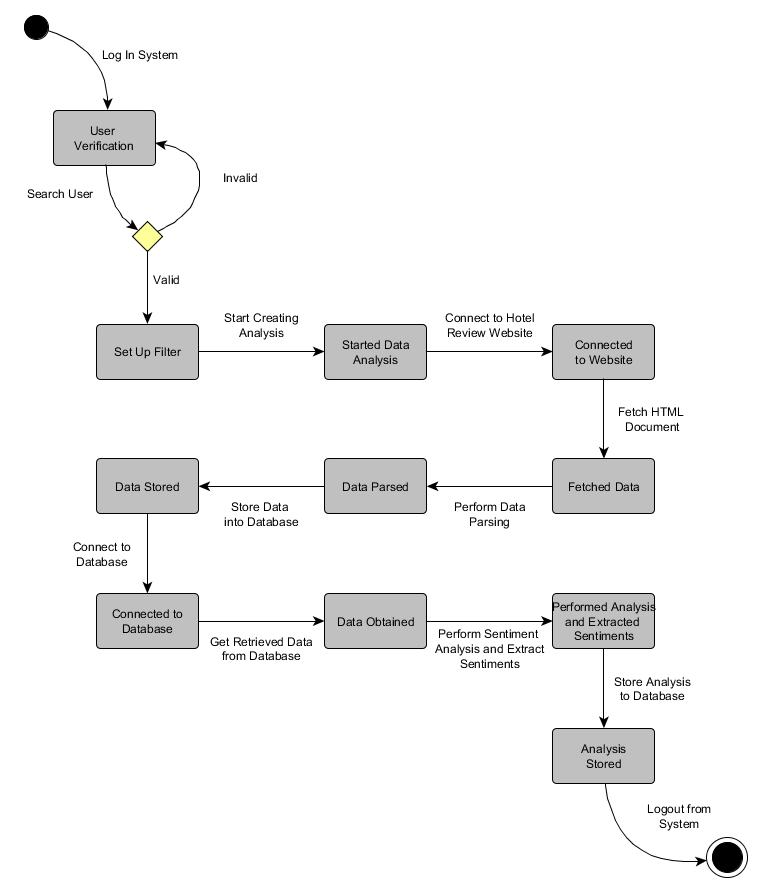 Log In System
User
Verification
Search User
Invalid
Valid
Set Up Filter
Start Creating
Analysis
Started Data
Analysis
Connect to Hotel
Review Website
Connected
to Website
Fetch HTML
Document
Fetched Data
Perform Data
Parsing
Data Parsed
Store Data
into Database
Data Stored
Connect to
Database
Connected to
Database
Get Retrieved Data
from Database
Data Obtained
Perform Sentiment
Analysis and Extract
Sentiments
Performed Analysis
and Extracted
Sentiments
Store Analysis
to Database
Analysis
Stored
Logout from
System